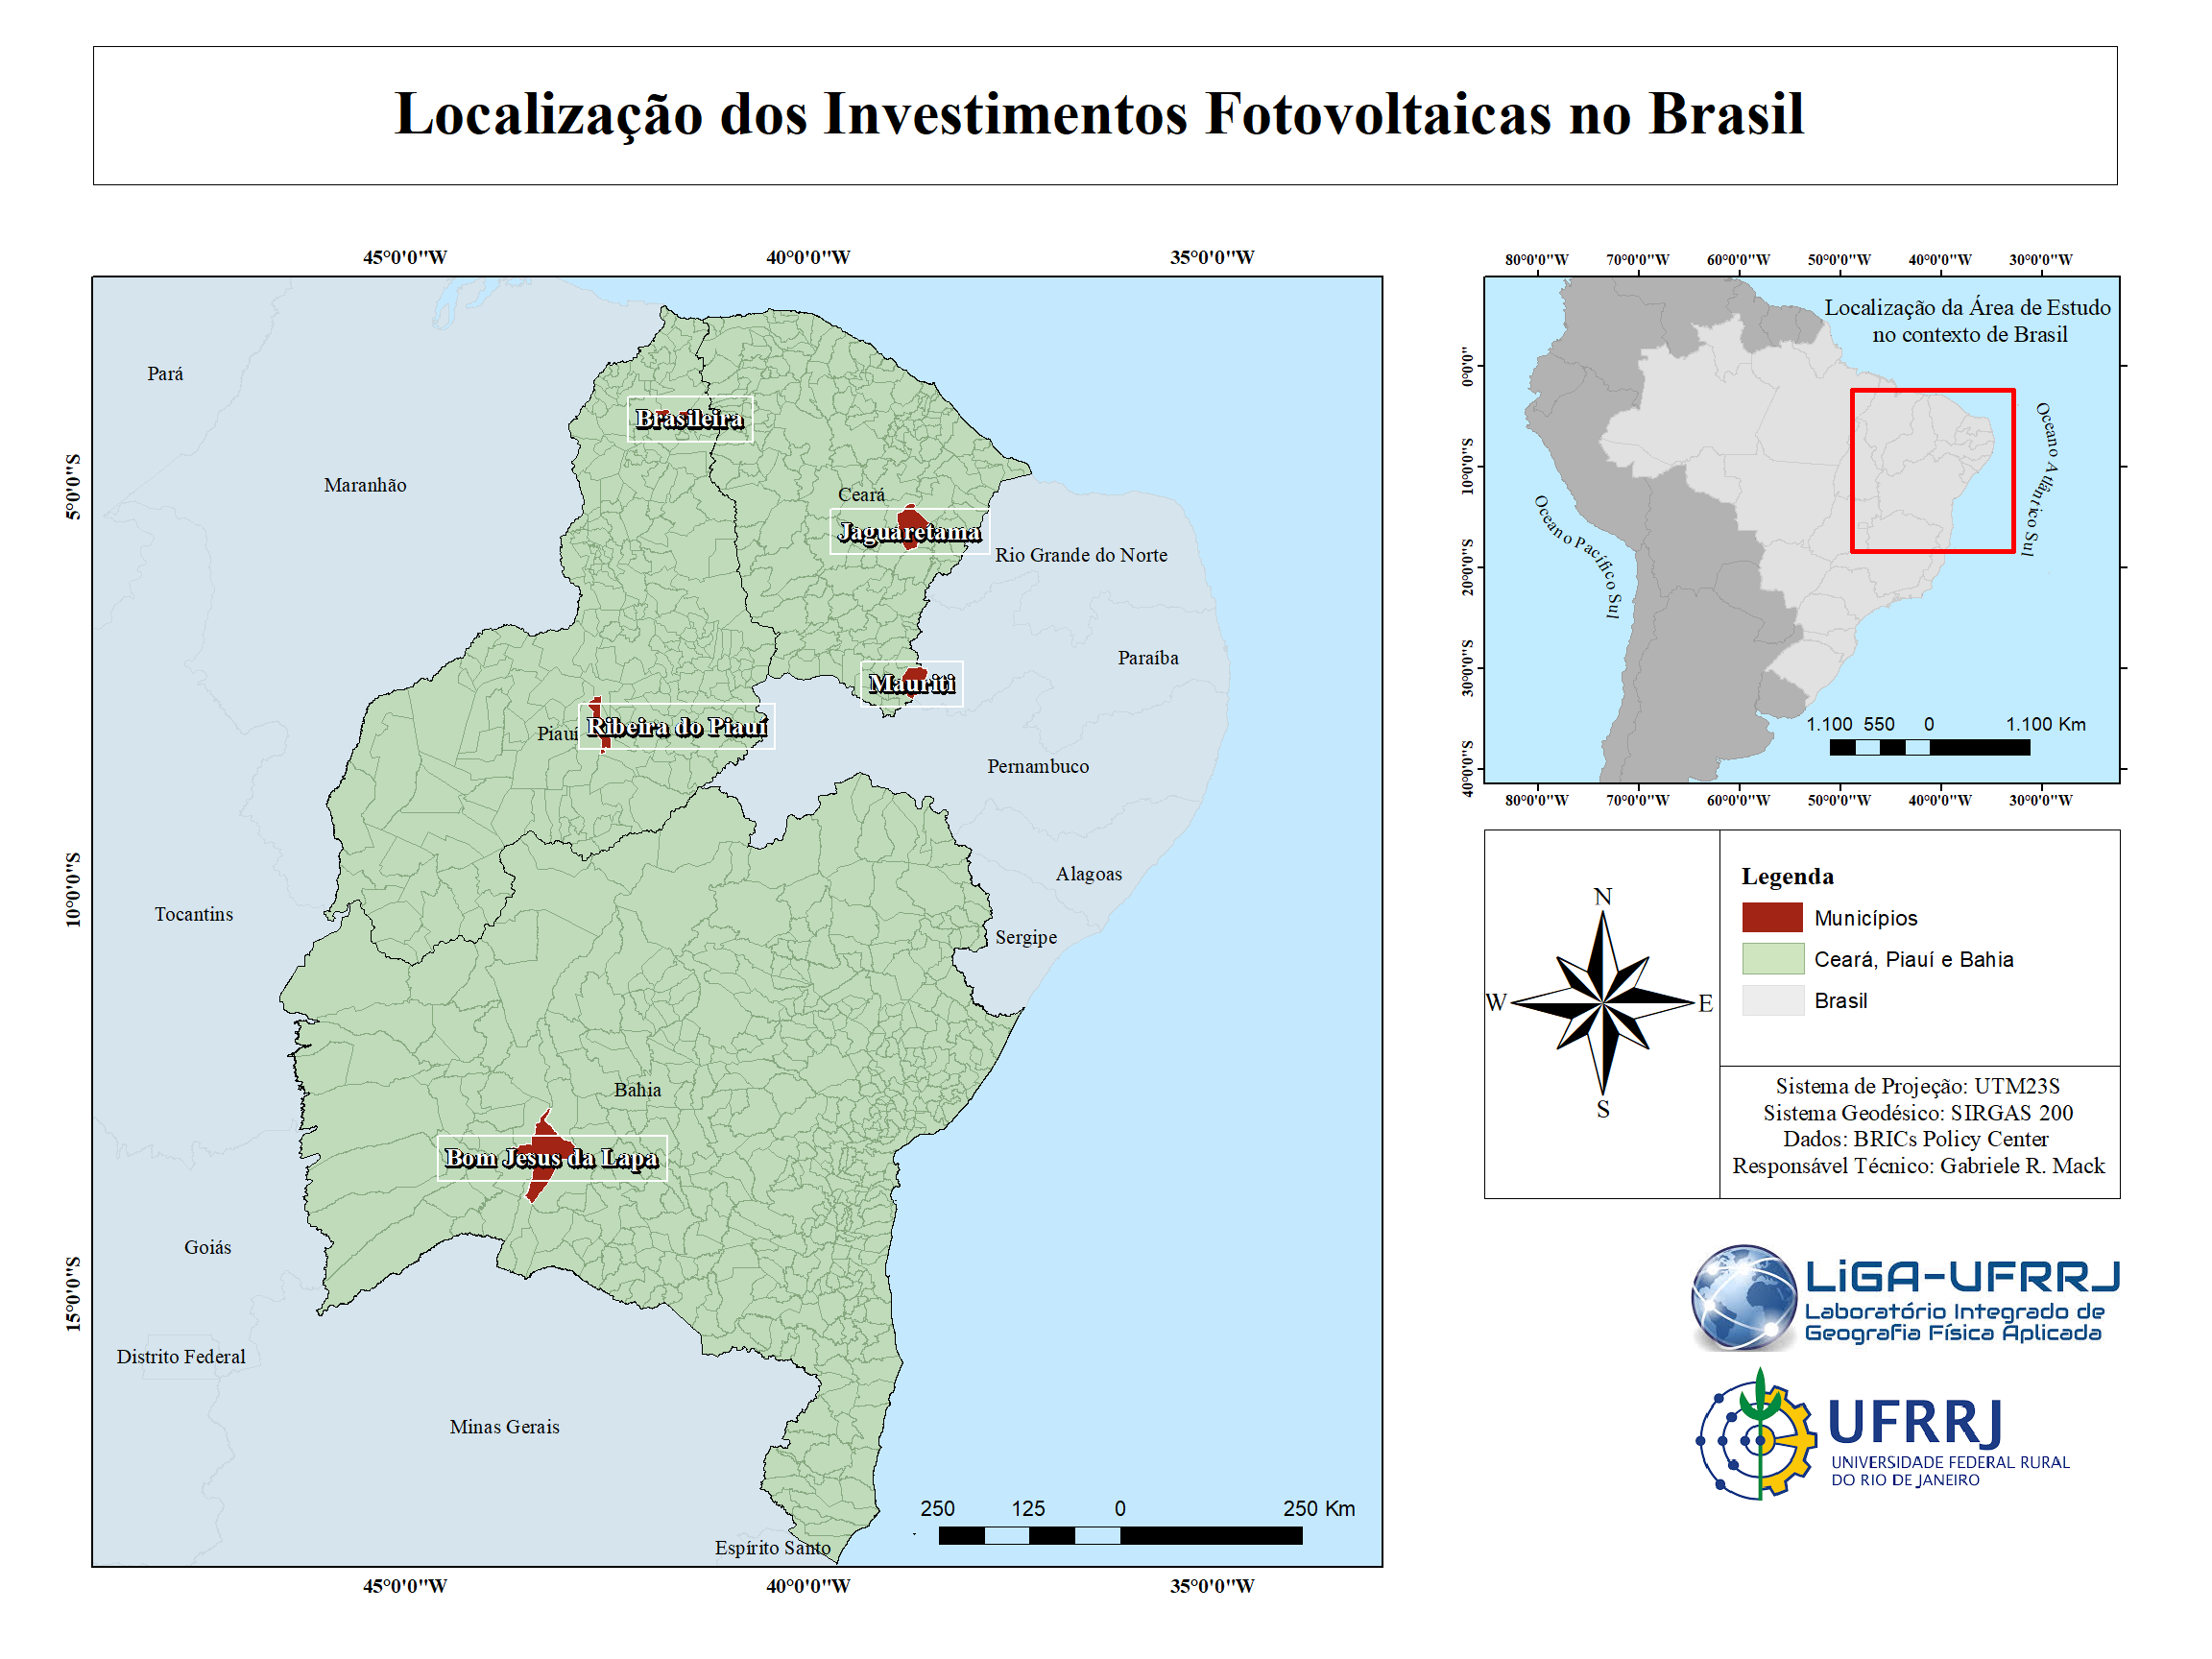 Localização dos Investimentos Fotovoltaicas no Brasil
45°0'0"W
40°0'0"W
35°0'0"W
5°0'0"S
10°0'0"S
15°0'0"S
Pará
Maranhão
Brasileira
Ceará
Jaguaretama
Rio Grande do Norte
Paraíba
Mauriti
Piauí
Ribeira do Piauí
Pernambuco
Alagoas
Tocantins
Sergipe
Bahia
Bom Jesus da Lapa
Goiás
Distrito Federal
Minas Gerais
Espírito Santo
250 125 0 250 Km
45°0'0"W
40°0'0"W
35°0'0"W
80°0'0"W 70°0'0"W 60°0'0"W 50°0'0"W 40°0'0"W 30°0'0"W
Localização da Área de Estudo
no contexto de Brasil
0°0'0"
10°0'0"S
20°0'0"S
30°0'0"S
40°0'0"S
Oceano Pacífico Sul
Oceano Atlântico Sul
1.100 550 0 1.100 Km
80°0'0"W 70°0'0"W 60°0'0"W 50°0'0"W 40°0'0"W 30°0'0"W
N
W
E
S
Legenda
Municípios
Ceará, Piauí e Bahia
Brasil
Sistema de Projeção: UTM23S
Sistema Geodésico: SIRGAS 200
Dados: BRICs Policy Center
Responsável Técnico: Gabriele R. Mack
LiGA-UFRRJ
Laboratório Integrado de
Geografia Física Aplicada
UFRRJ
UNIVERSIDADE FEDERAL RURAL
DO RIO DE JANEIRO